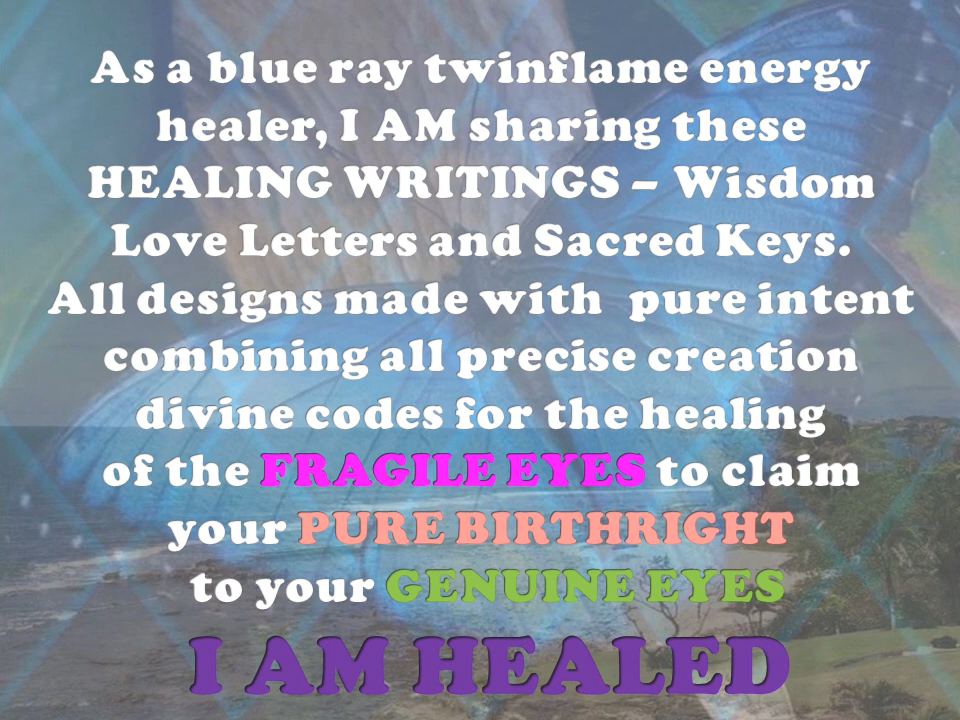 As a blue ray twinflame energy
healer, I AM sharing these
HEALING WRITINGS – Wisdom
Love Letters and Sacred Keys.
All designs made with pure intent
combining all precise creation
divine codes for the healing
of the FRAGILE EYES to claim
your PURE BIRTHRIGHT
to your GENUINE EYES
I AM HEALED